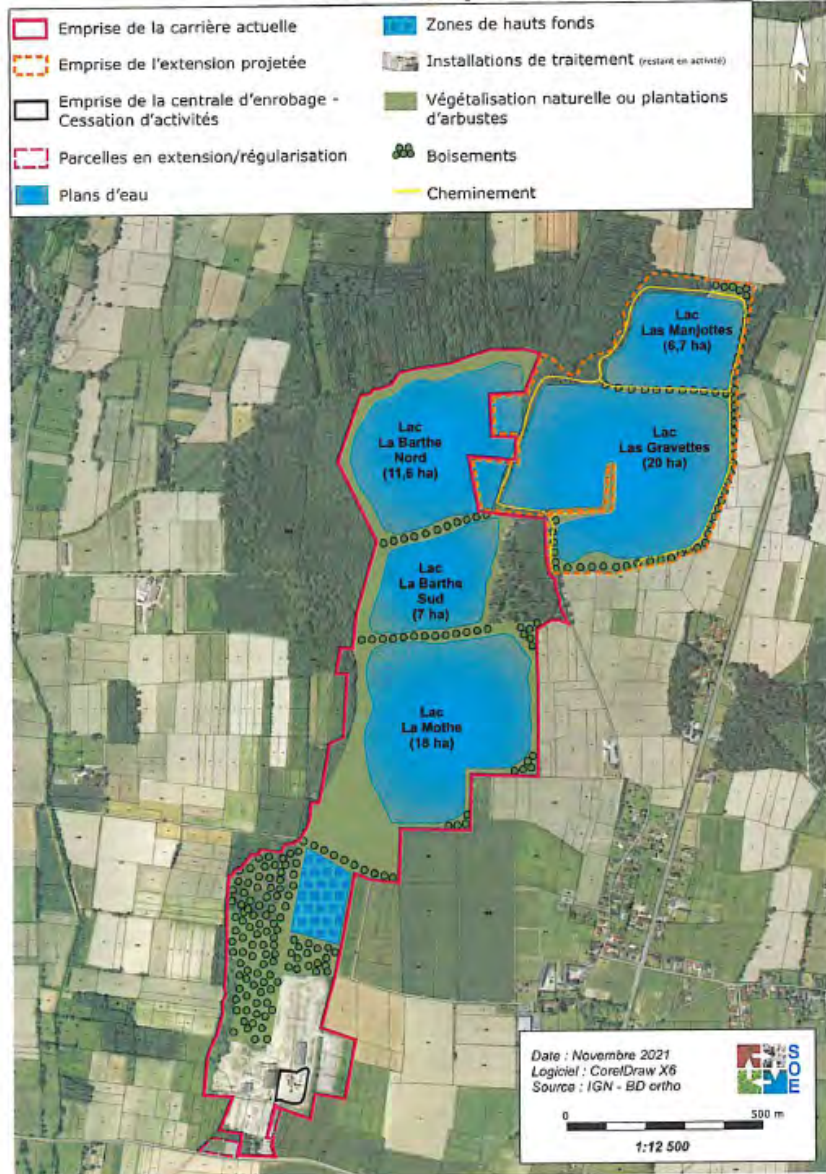 Emprise de la carrière actuelle
Emprise de l'extension projetée
Emprise de la centrale d'enrobage -
Cessation d'activités
Parcelles en extension/régularisation
Plans d'eau
Zones de hauts fonds
Installations de traitement (restant en activité)
Végétalisation naturelle ou plantations
d'arbustes
Boisements
Cheminement
N
Lac
Las Manjottes
(6,7 ha)
Lac
La Barthe
Nord
(11,6 ha)
Lac
Las Gravettes
(20 ha)
Lac
La Barthe
Sud
(7 ha)
Lac
La Mothe
(18 ha)
Date : Novembre 2021
Logiciel : CorelDraw X6
Source : IGN - BD ortho
SOE
0 500 m
1:12 500